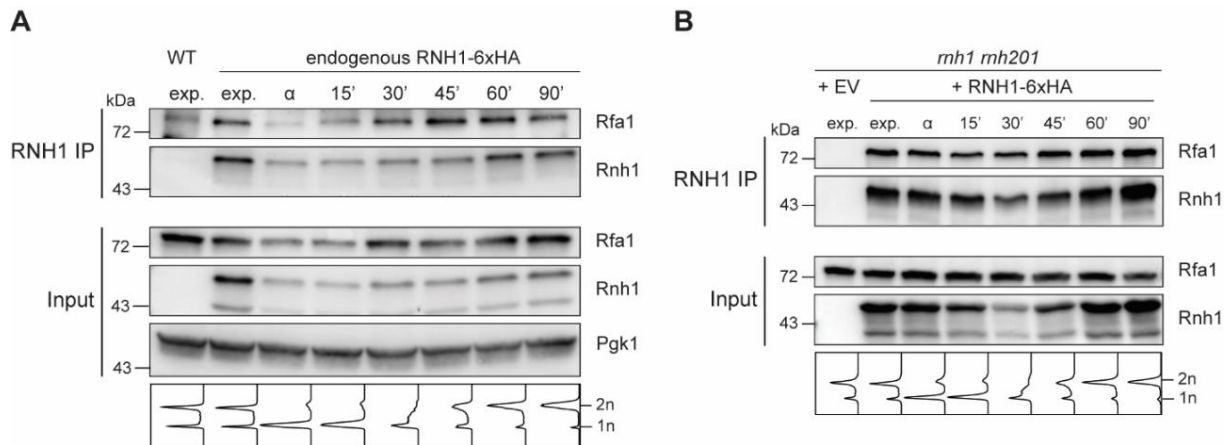 A
WT endogenous RNH1-6xHA
kDa exp. exp. α 15’ 30’ 45’ 60’ 90’
RNH1 IP
72 Rfa1
43 Rnh1
Input
72 Rfa1
43 Rnh1
43 Pgk1
2n
1n
B
rnh1 rnh201
+ EV + RNH1-6xHA
kDa exp. exp. α 15’ 30’ 45’ 60’ 90’
RNH1 IP
72 Rfa1
43 Rnh1
Input
72 Rfa1
43 Rnh1
2n
1n